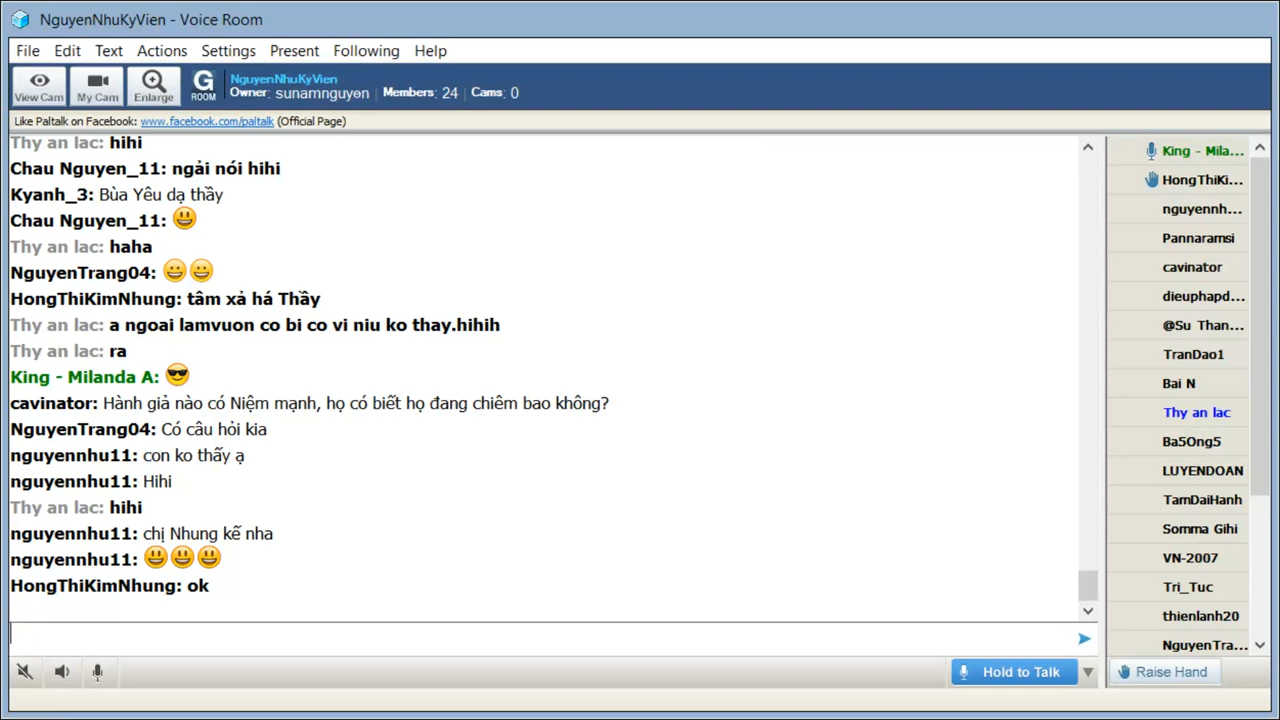 NguyenNhuKyVien - Voice Room
File Edit Text Actions Settings Present Following Help
View Cam My Cam Enlarge G ROOM
NguyenNhuKyVien
Owner: sunamnguyen Members: 24 Cams: 0
Like Paltalk on Facebook: www.facebook.com/paltalk (Official Page)
Thy an lac: hihi
Chau Nguyen_11: ngải nói hihi
Kyanh_3: Bùa Yêu dạ thầy
Chau Nguyen_11: 😃
Thy an lac: haha
NguyenTrang04: 😀😀
HongThiKimNhung: tâm xả há Thầy
Thy an lac: a ngoai lamvuon co bi co vi niu ko thay.hihih
Thy an lac: ra
King - Milanda A: 😎
cavinator: Hành giả nào có Niệm mạnh, họ có biết họ đang chiêm bao không?
NguyenTrang04: Có câu hỏi kia
nguyennhu11: con ko thấy ạ
nguyennhu11: Hihi
Thy an lac: hihi
nguyennhu11: chị Nhung kế nha
nguyennhu11: 😃😃😃
HongThiKimNhung: ok
King - Mila...
HongThiKi...
nguyennh...
Pannaramsi
cavinator
dieuphapd...
@Su Than...
TranDao1
Bai N
Thy an lac
Ba5Ong5
LUYENDOAN
TamDaiHanh
Somma Gihi
VN-2007
Tri_Tuc
thienlanh20
NguyenTra...
Hold to Talk
Raise Hand